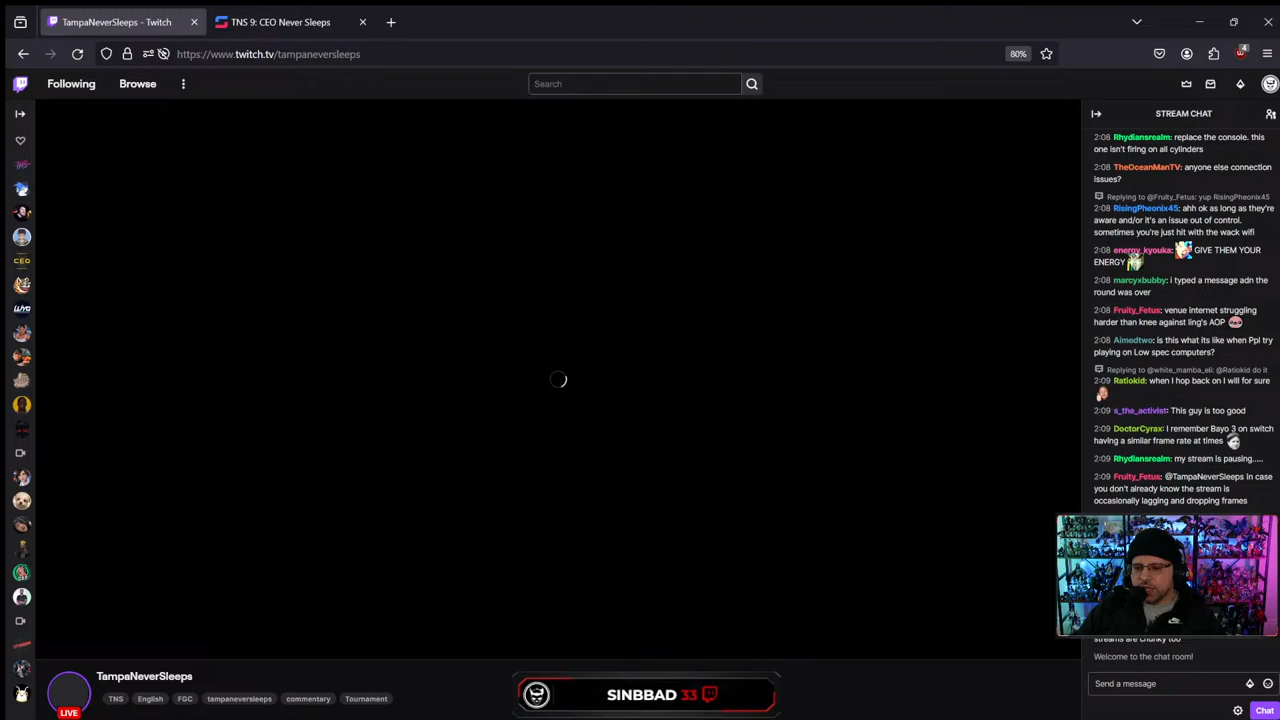 TampaNeverSleeps - Twitch
TNS 9: CEO Never Sleeps
https://www.twitch.tv/tampaneversleeps
80%
4
Following
Browse
Search
STREAM CHAT
2:08 Rhydiansrealm: replace the console. this
one isn't firing on all cylinders
2:08 TheOceanManTV: anyone else connection
issues?
Replying to @Fruity_Fetus: yup RisingPheonix45
2:08 RisingPheonix45: ahh ok as long as they're
aware and/or it's an issue out of control.
sometimes you're just hit with the wack wifi
2:08 energy_kyouka: GIVE THEM YOUR
ENERGY
2:08 marcyxbubby: i typed a message adn the
round was over
2:08 Fruity_Fetus: venue internet struggling
harder than knee against ling's AOP
2:08 Aimedtwo: is this what its like when Ppl try
playing on Low spec computers?
Replying to @white_mamba_eli: @Ratiokid do it
2:09 Ratiokid: when I hop back on I will for sure
2:09 s_the_activist: This guy is too good
2:09 DoctorCyrax: I remember Bayo 3 on switch
having a similar frame rate at times
2:09 Rhydiansrealm: my stream is pausing.....
2:09 Fruity_Fetus: @TampaNeverSleeps In case
you don't already know the stream is
occasionally lagging and dropping frames
streams are chunky too
Welcome to the chat room!
Send a message
Chat
CEO
WYG
TampaNeverSleeps
TNS
English
FGC
tampaneversleeps
commentary
Tournament
LIVE
SINBBAD 33